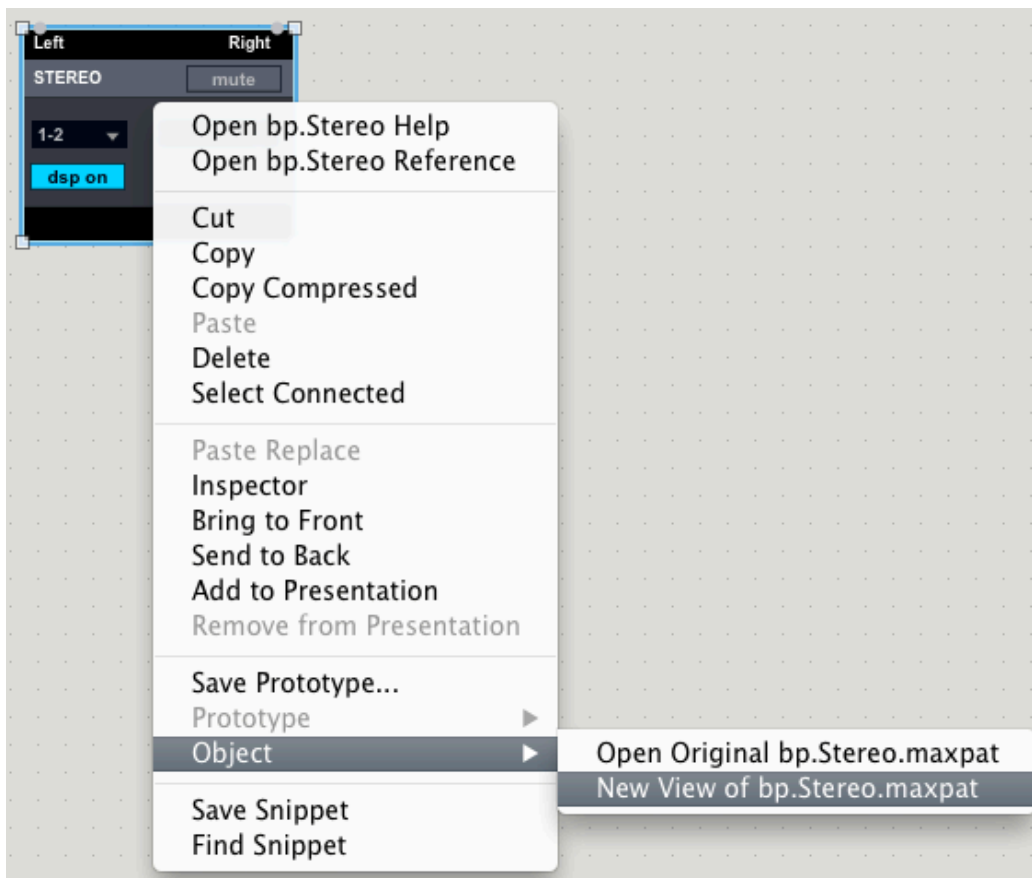 Left Right
STEREO mute
1-2
dsp on
Open bp.Stereo Help
Open bp.Stereo Reference
Cut
Copy
Copy Compressed
Paste
Delete
Select Connected
Paste Replace
Inspector
Bring to Front
Send to Back
Add to Presentation
Remove from Presentation
Save Prototype...
Prototype
Object
Open Original bp.Stereo.maxpat
New View of bp.Stereo.maxpat
Save Snippet
Find Snippet